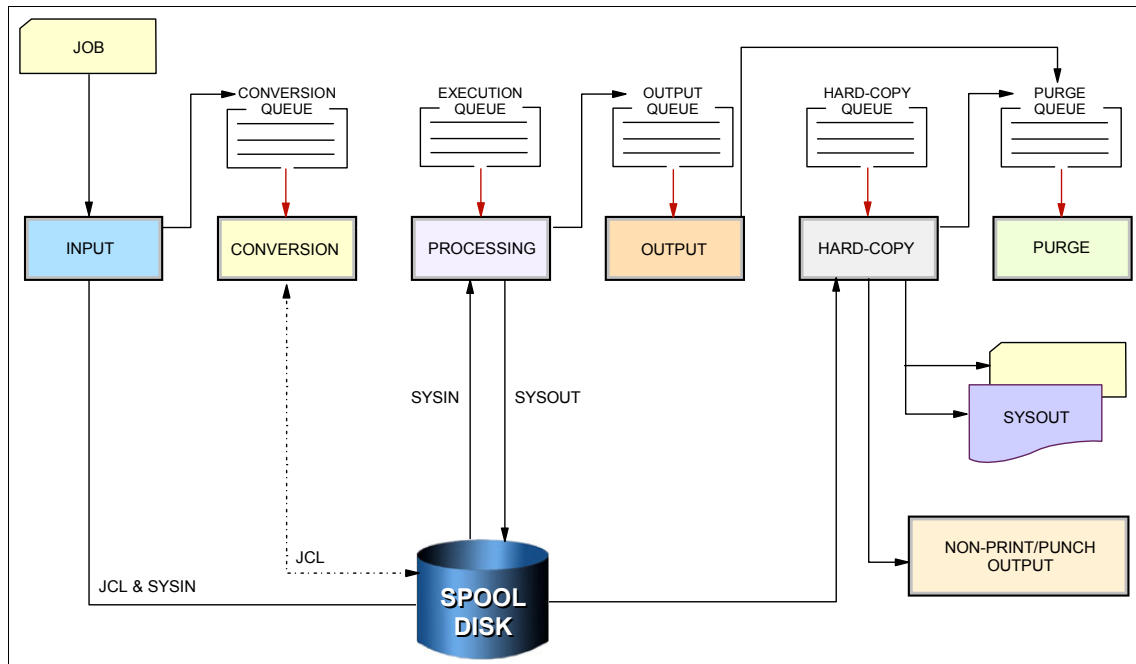 JOB
CONVERSION
QUEUE
EXECUTION
QUEUE
OUTPUT
QUEUE
HARD-COPY
QUEUE
PURGE
QUEUE
INPUT
CONVERSION
PROCESSING
OUTPUT
HARD-COPY
PURGE
SYSIN
SYSOUT
SYSOUT
JCL
NON-PRINT/PUNCH
OUTPUT
JCL & SYSIN
SPOOL
DISK